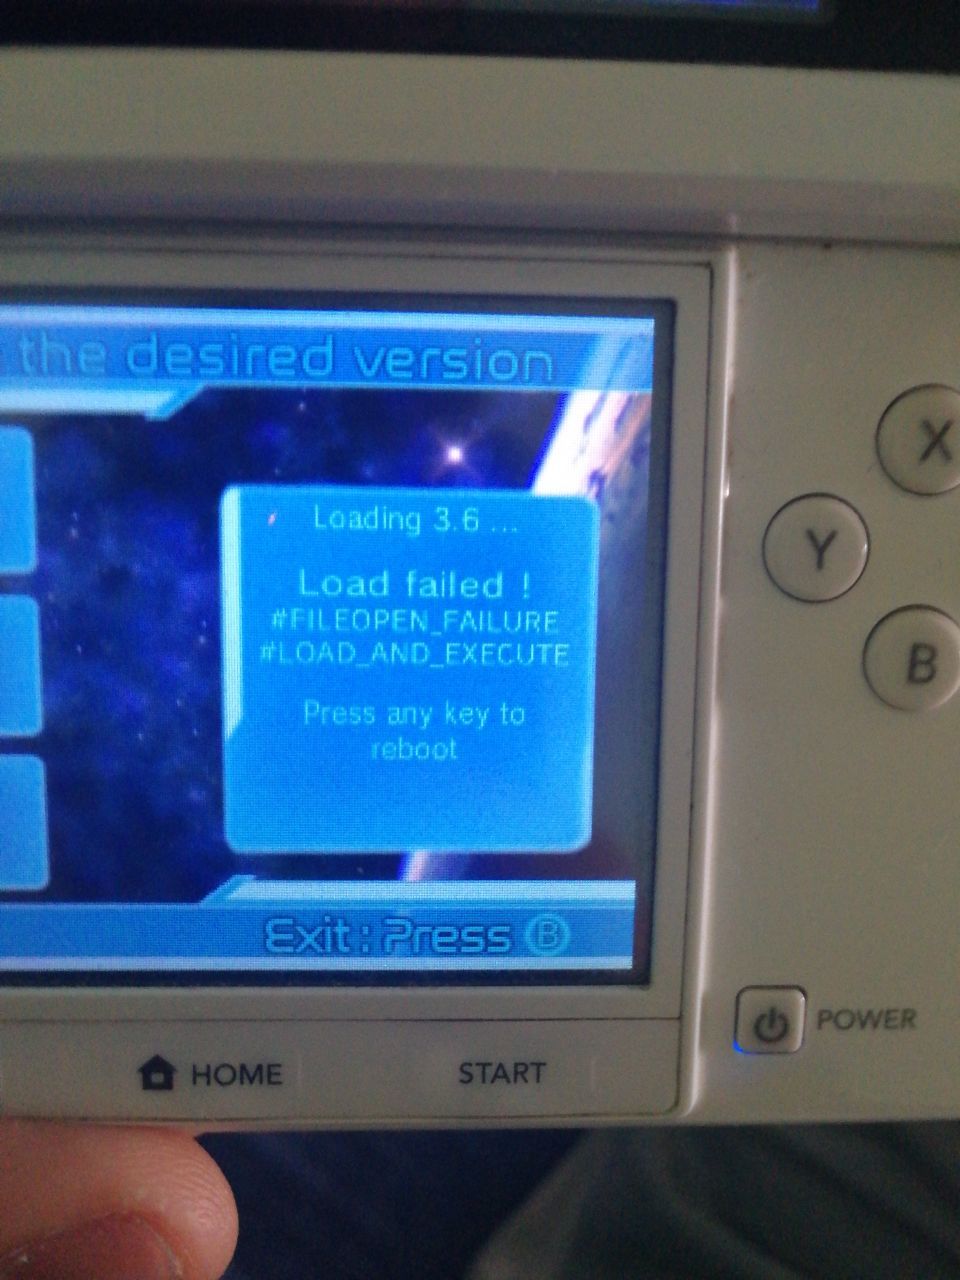 the desired version
Loading 3.6 ...
Load failed !
#FILEOPEN_FAILURE
#LOAD_AND_EXECUTE
Press any key to
reboot
Exit : Press B
X
Y
B
POWER
HOME
START